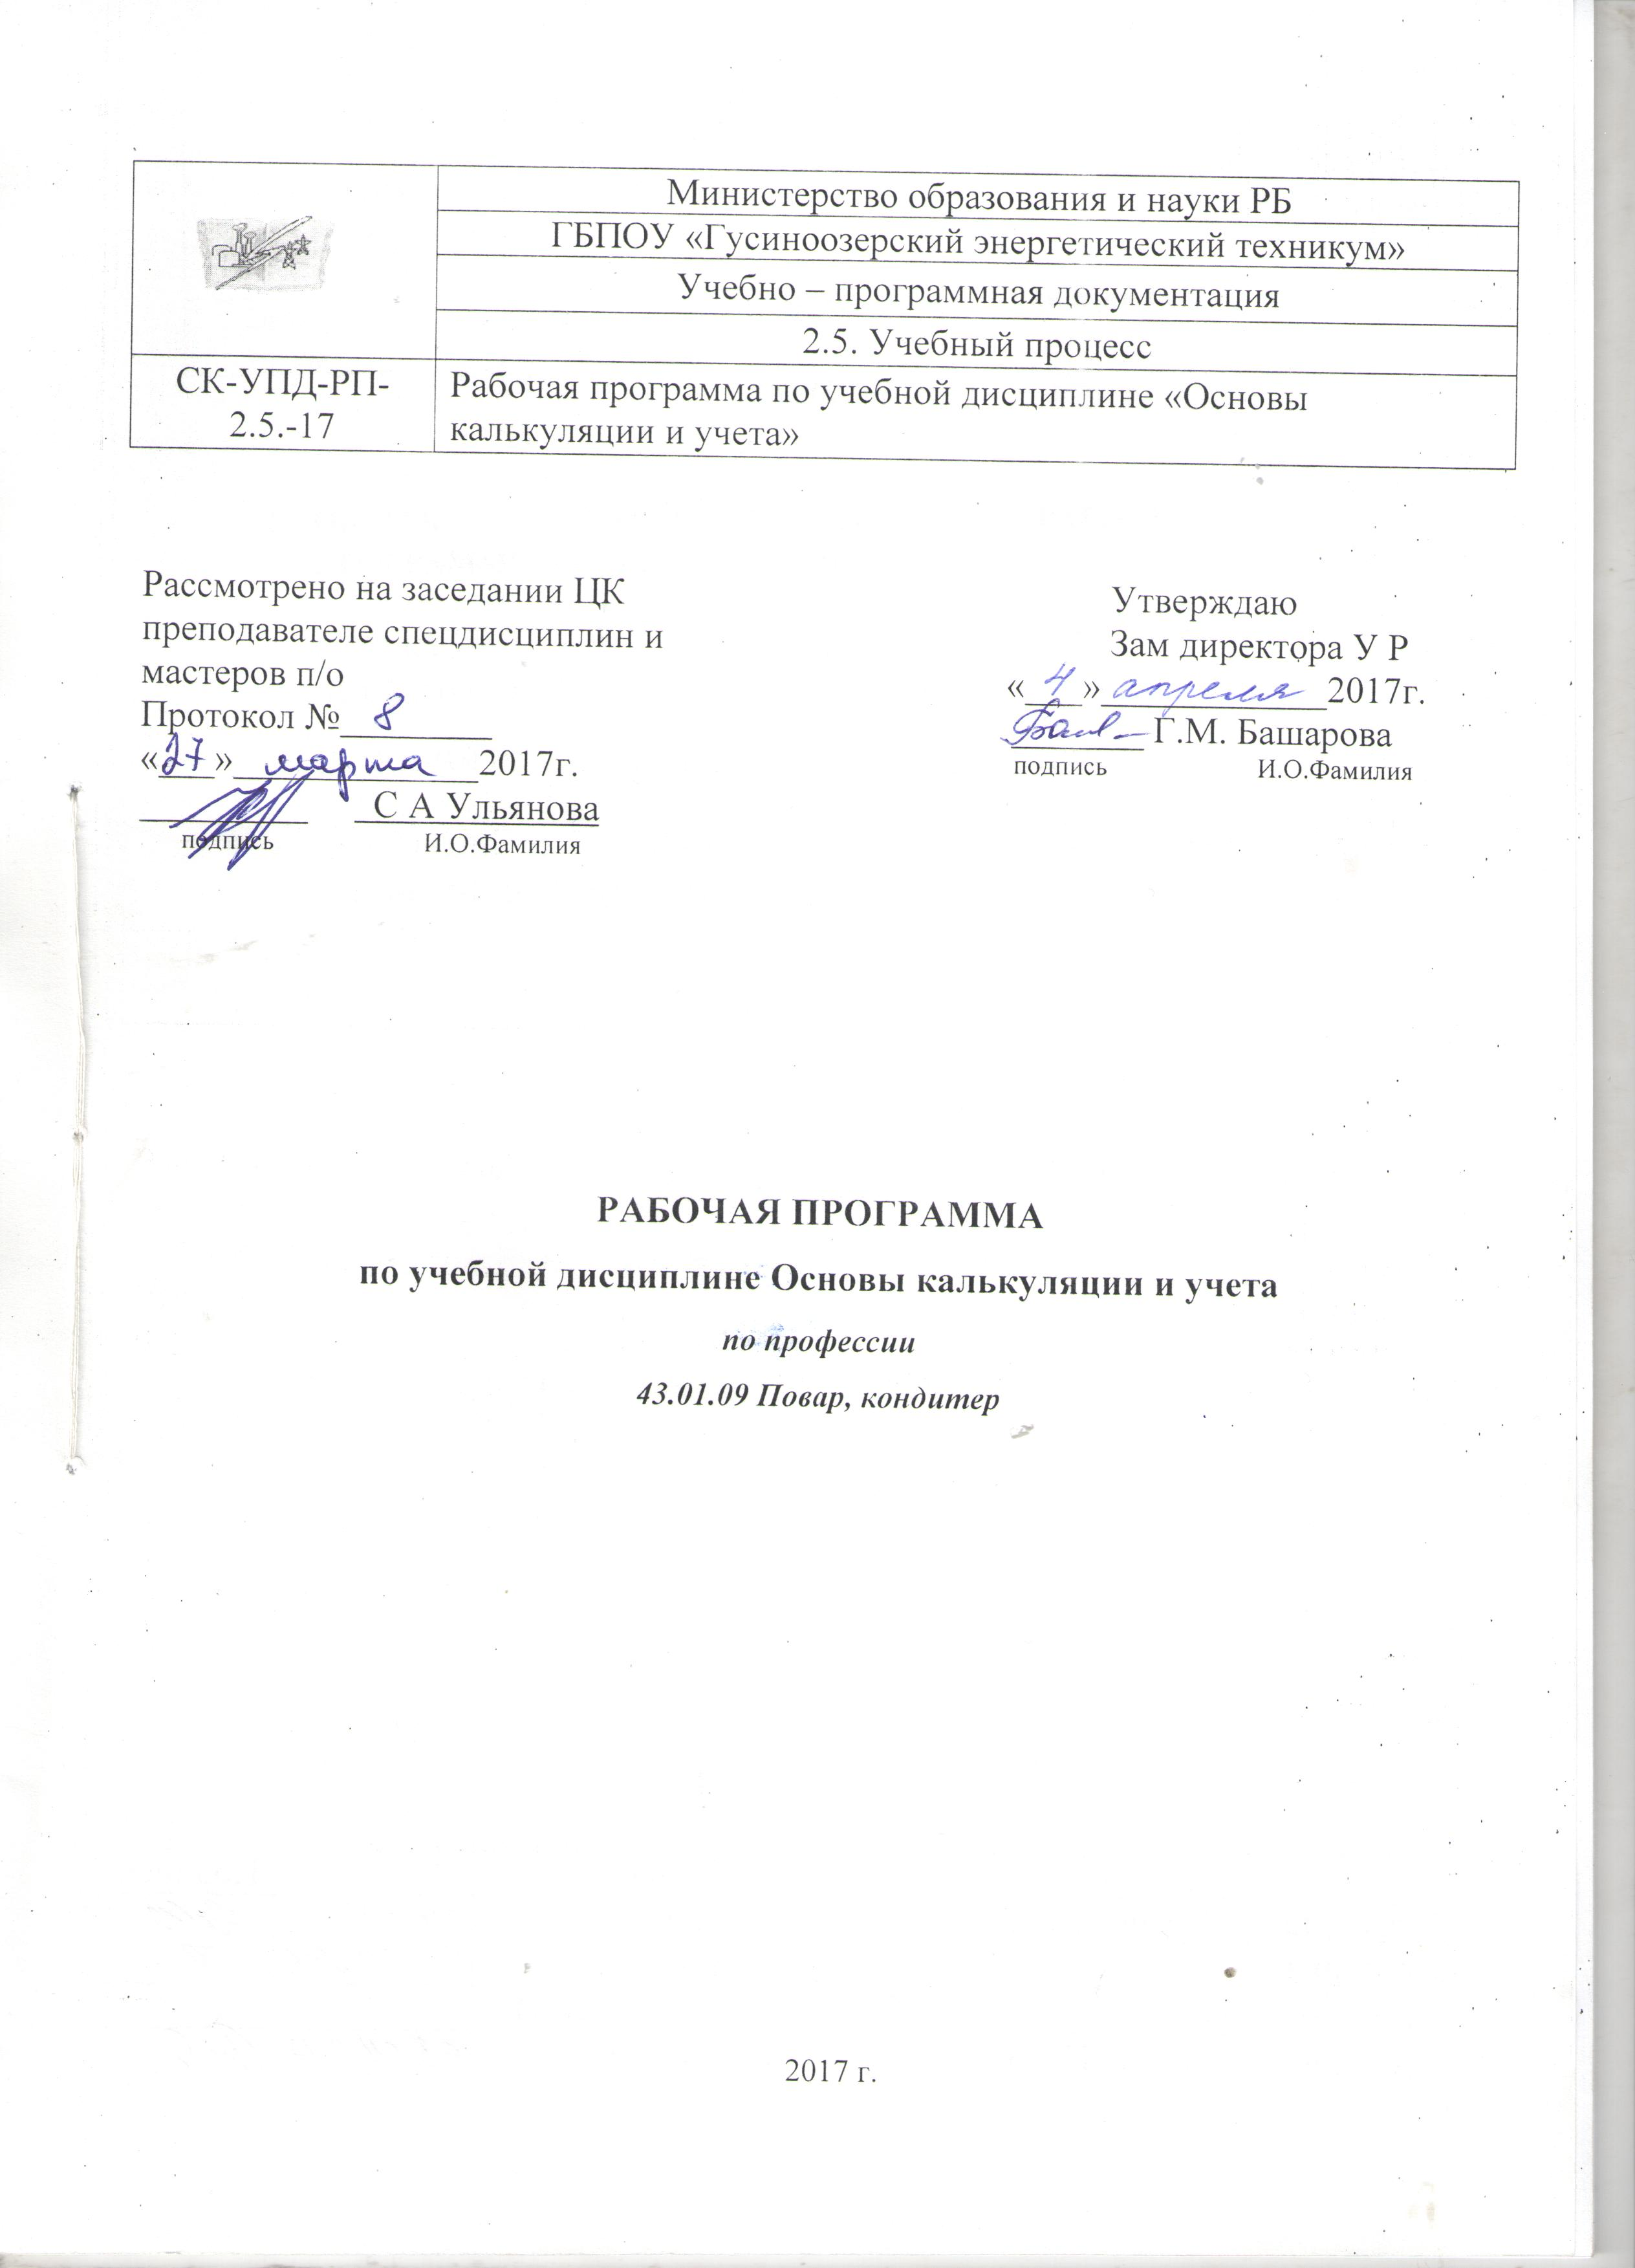 Министерство образования и науки РБ
ГБПОУ «Гусиноозерский энергетический техникум»
Учебно – программная документация
2.5. Учебный процесс
СК-УПД-РП-
2.5.-17
Рабочая программа по учебной дисциплине «Основы
калькуляции и учета»
Рассмотрено на заседании ЦК
преподавателе спецдисциплин и
мастеров п/о
Протокол № 8
«27» марта 2017г.
С А Ульянова
подпись И.О.Фамилия
Утверждаю
Зам директора У Р
«4» апреля 2017г.
Г.М. Башарова
подпись И.О.Фамилия
РАБОЧАЯ ПРОГРАММА
по учебной дисциплине Основы калькуляции и учета
по профессии
43.01.09 Повар, кондитер
2017 г.